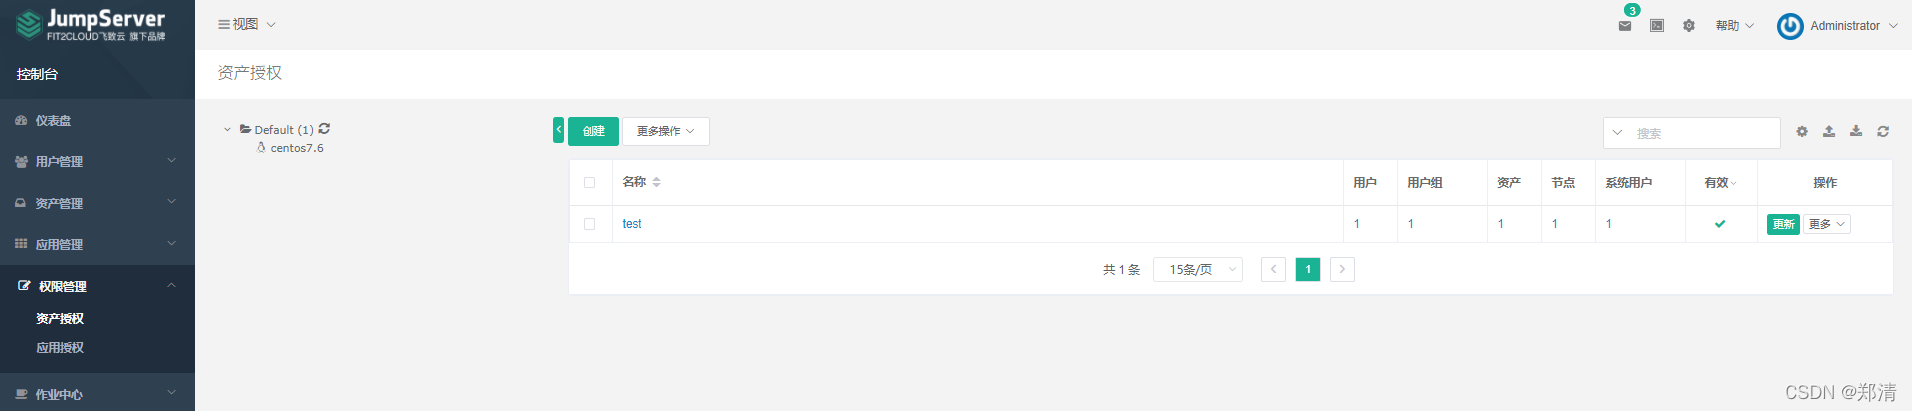 JumpServer
FIT2CLOUD飞致云 旗下品牌
控制台
仪表盘
用户管理
资产管理
应用管理
权限管理
资产授权
应用授权
作业中心
视图
3
帮助
Administrator
资产授权
Default (1)
centos7.6
创建
更多操作
搜索
名称 用户 用户组 资产 节点 系统用户 有效 操作
test 1 1 1 1 1 更新 更多
共 1 条 15条/页 1
CSDN @郑清